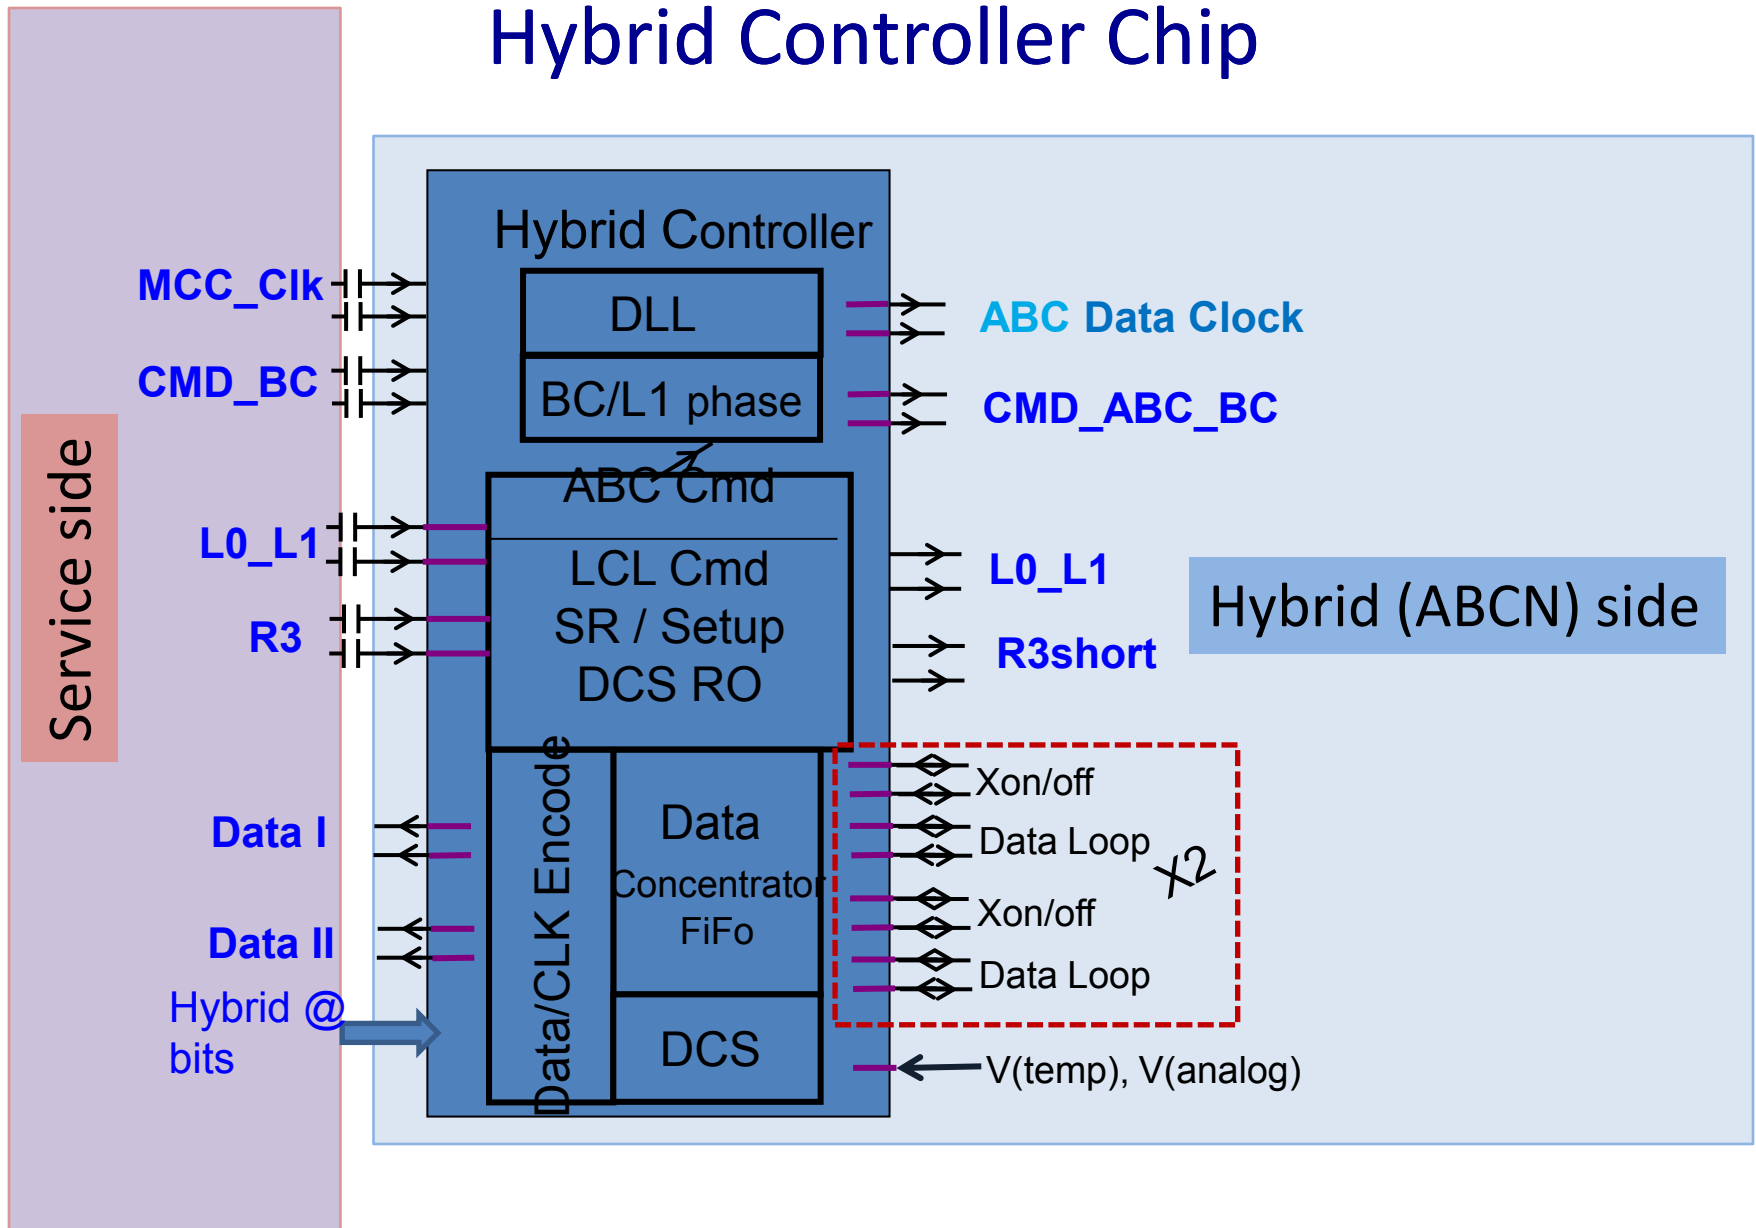 Hybrid Controller Chip
Service side
MCC_Clk
CMD_BC
L0_L1
R3
Data I
Data II
Hybrid @
bits
Hybrid Controller
DLL
BC/L1 phase
ABC Cmd
LCL Cmd
SR / Setup
DCS RO
Data/CLK Encode
Data
Concentrator
FiFo
DCS
ABC Data Clock
CMD_ABC_BC
L0_L1
R3short
Hybrid (ABCN) side
Xon/off
Data Loop
X2
Xon/off
Data Loop
V(temp), V(analog)